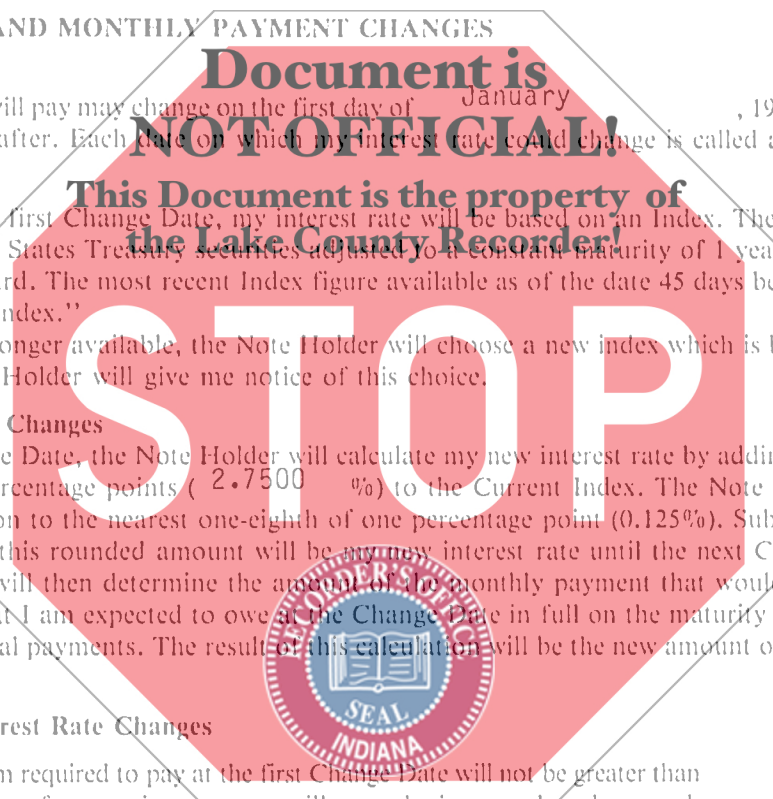 AND MONTHLY PAYMENT CHANGES
Document is
will pay may change on the first day of January , 19
after. Each date on which my interest rate could change is called a
NOT OFFICIAL!
This Document is the property of
first Change Date, my interest rate will be based on an Index. The
the Lake County Recorder!
States Treasury securities adjusted to a constant maturity of 1 yea
rd. The most recent Index figure available as of the date 45 days be
ndex.''
onger available, the Note Holder will choose a new index which is b
Holder will give me notice of this choice.
STOP
Changes
e Date, the Note Holder will calculate my new interest rate by addin
rcentage points ( 2.7500 %) to the Current Index. The Note
on to the nearest one-eighth of one percentage point (0.125%). Sub
this rounded amount will be my new interest rate until the next C
will then determine the amount of the monthly payment that woul
t I am expected to owe at the Change Date in full on the maturity
al payments. The result of this calculation will be the new amount o
RECORDER'S OFFICE
SEAL
INDIANA
rest Rate Changes
m required to pay at the first Change Date will not be greater than